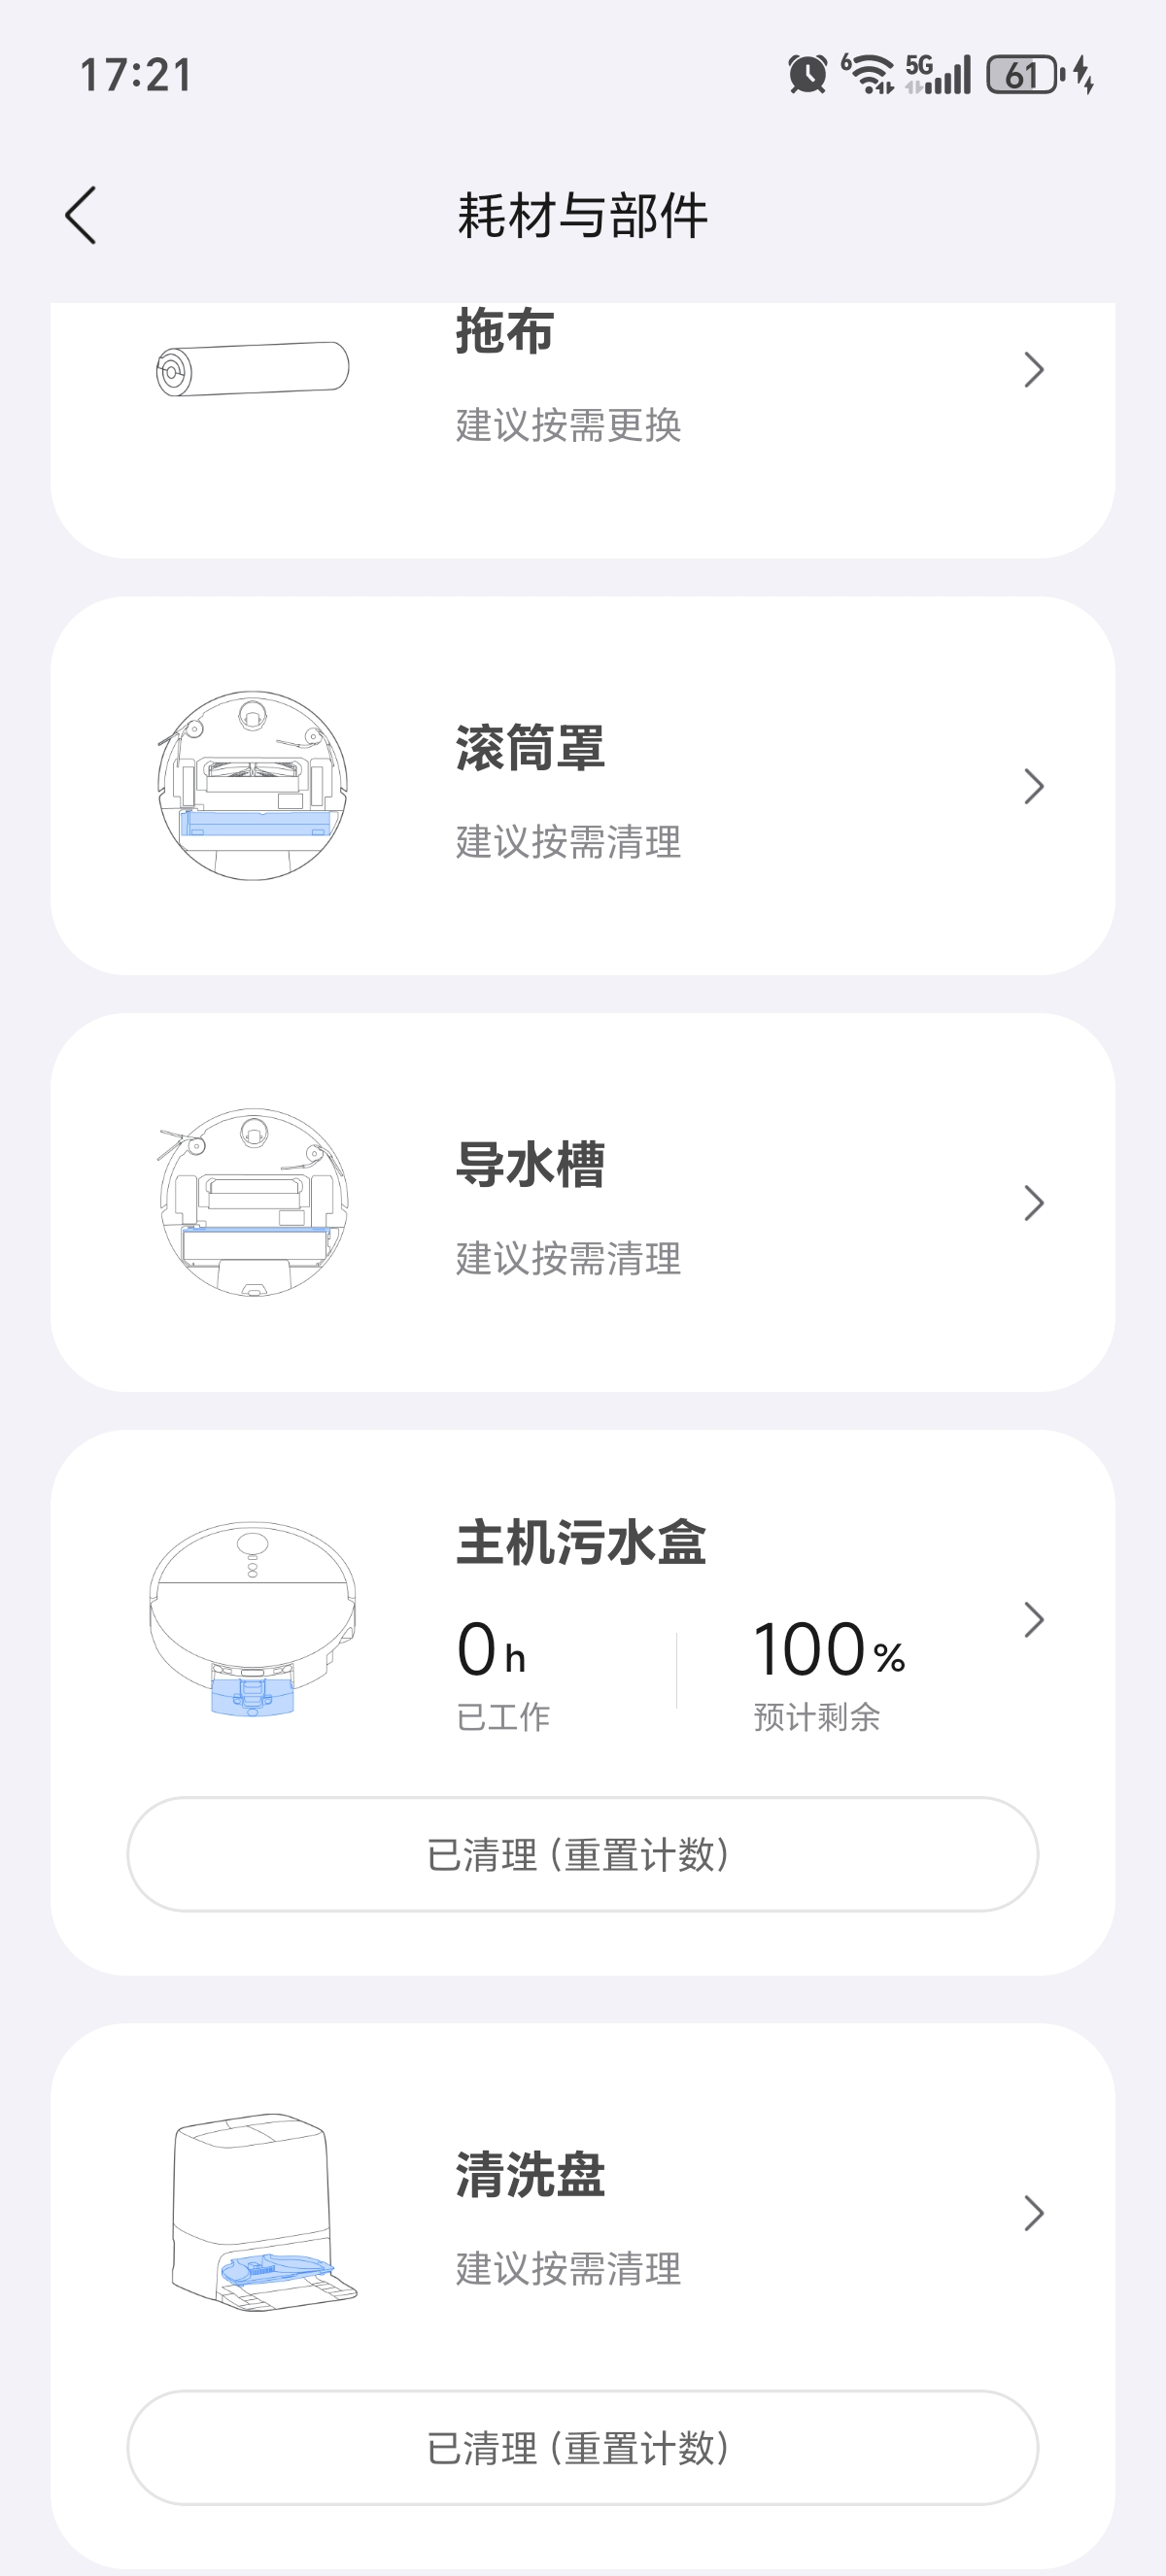 17:21
6 5G 61
耗材与部件
拖布
建议按需更换
滚筒罩
建议按需清理
导水槽
建议按需清理
主机污水盒
0h 100%
已工作 预计剩余
已清理（重置计数）
清洗盘
建议按需清理
已清理（重置计数）